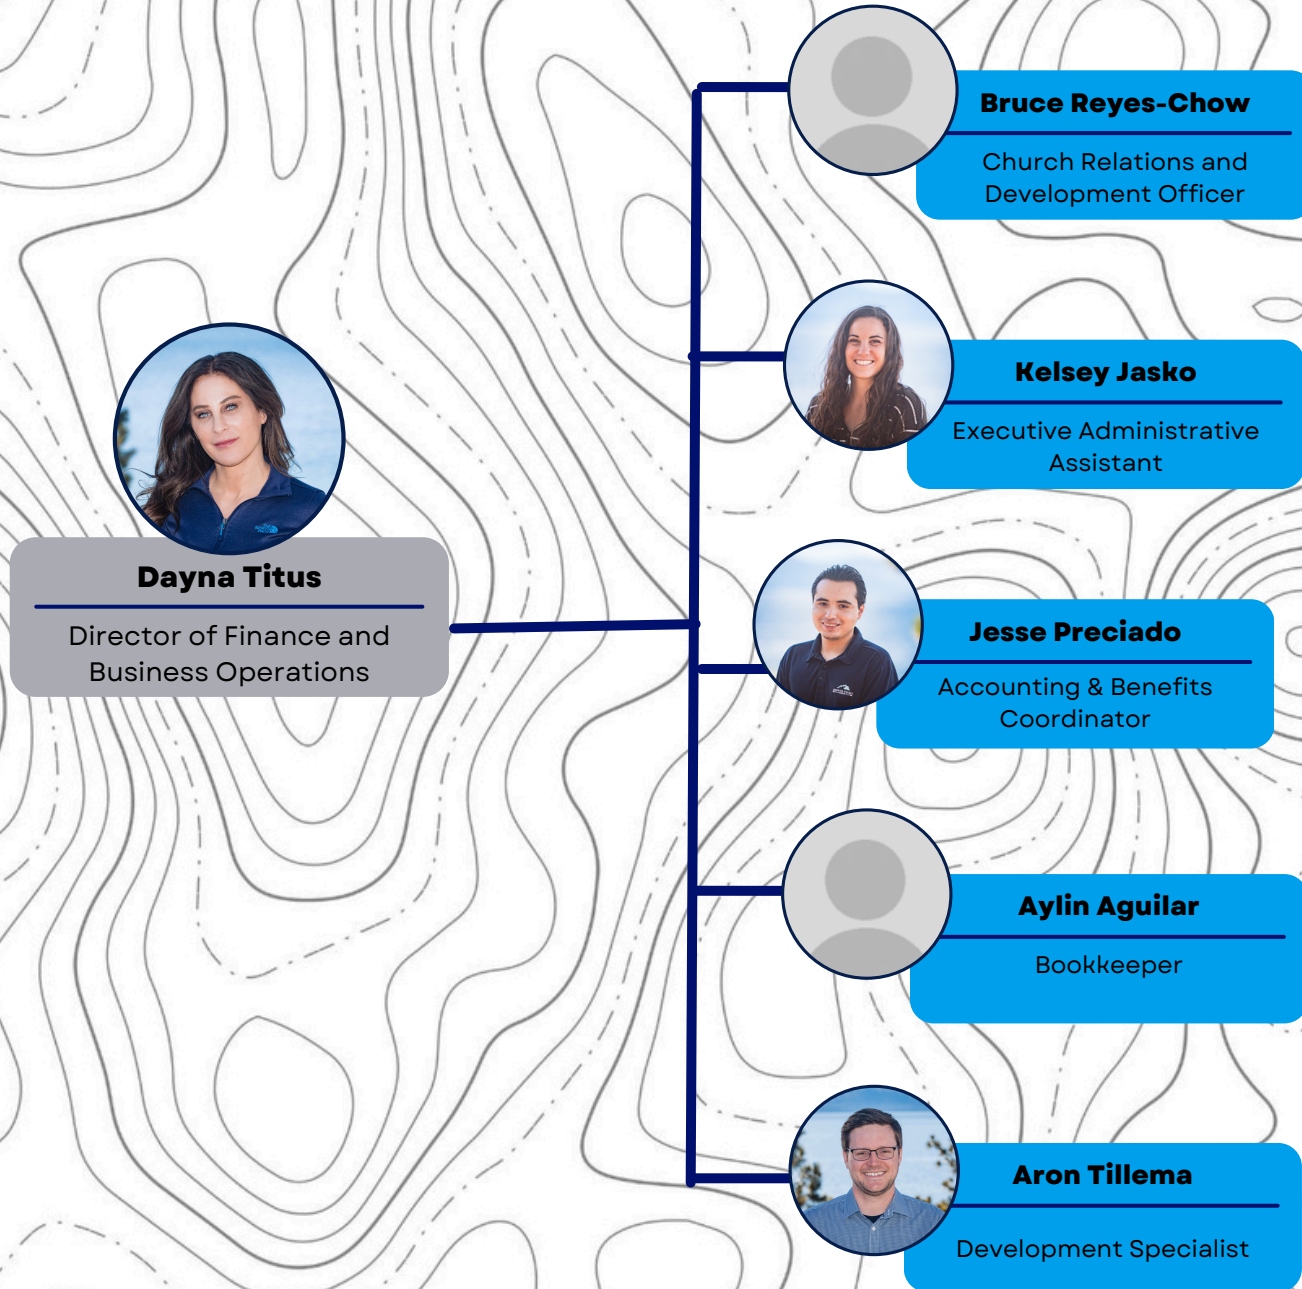 Bruce Reyes-Chow
Church Relations and
Development Officer
Kelsey Jasko
Executive Administrative
Assistant
Dayna Titus
Director of Finance and
Business Operations
Jesse Preciado
Accounting & Benefits
Coordinator
Aylin Aguilar
Bookkeeper
Aron Tillema
Development Specialist